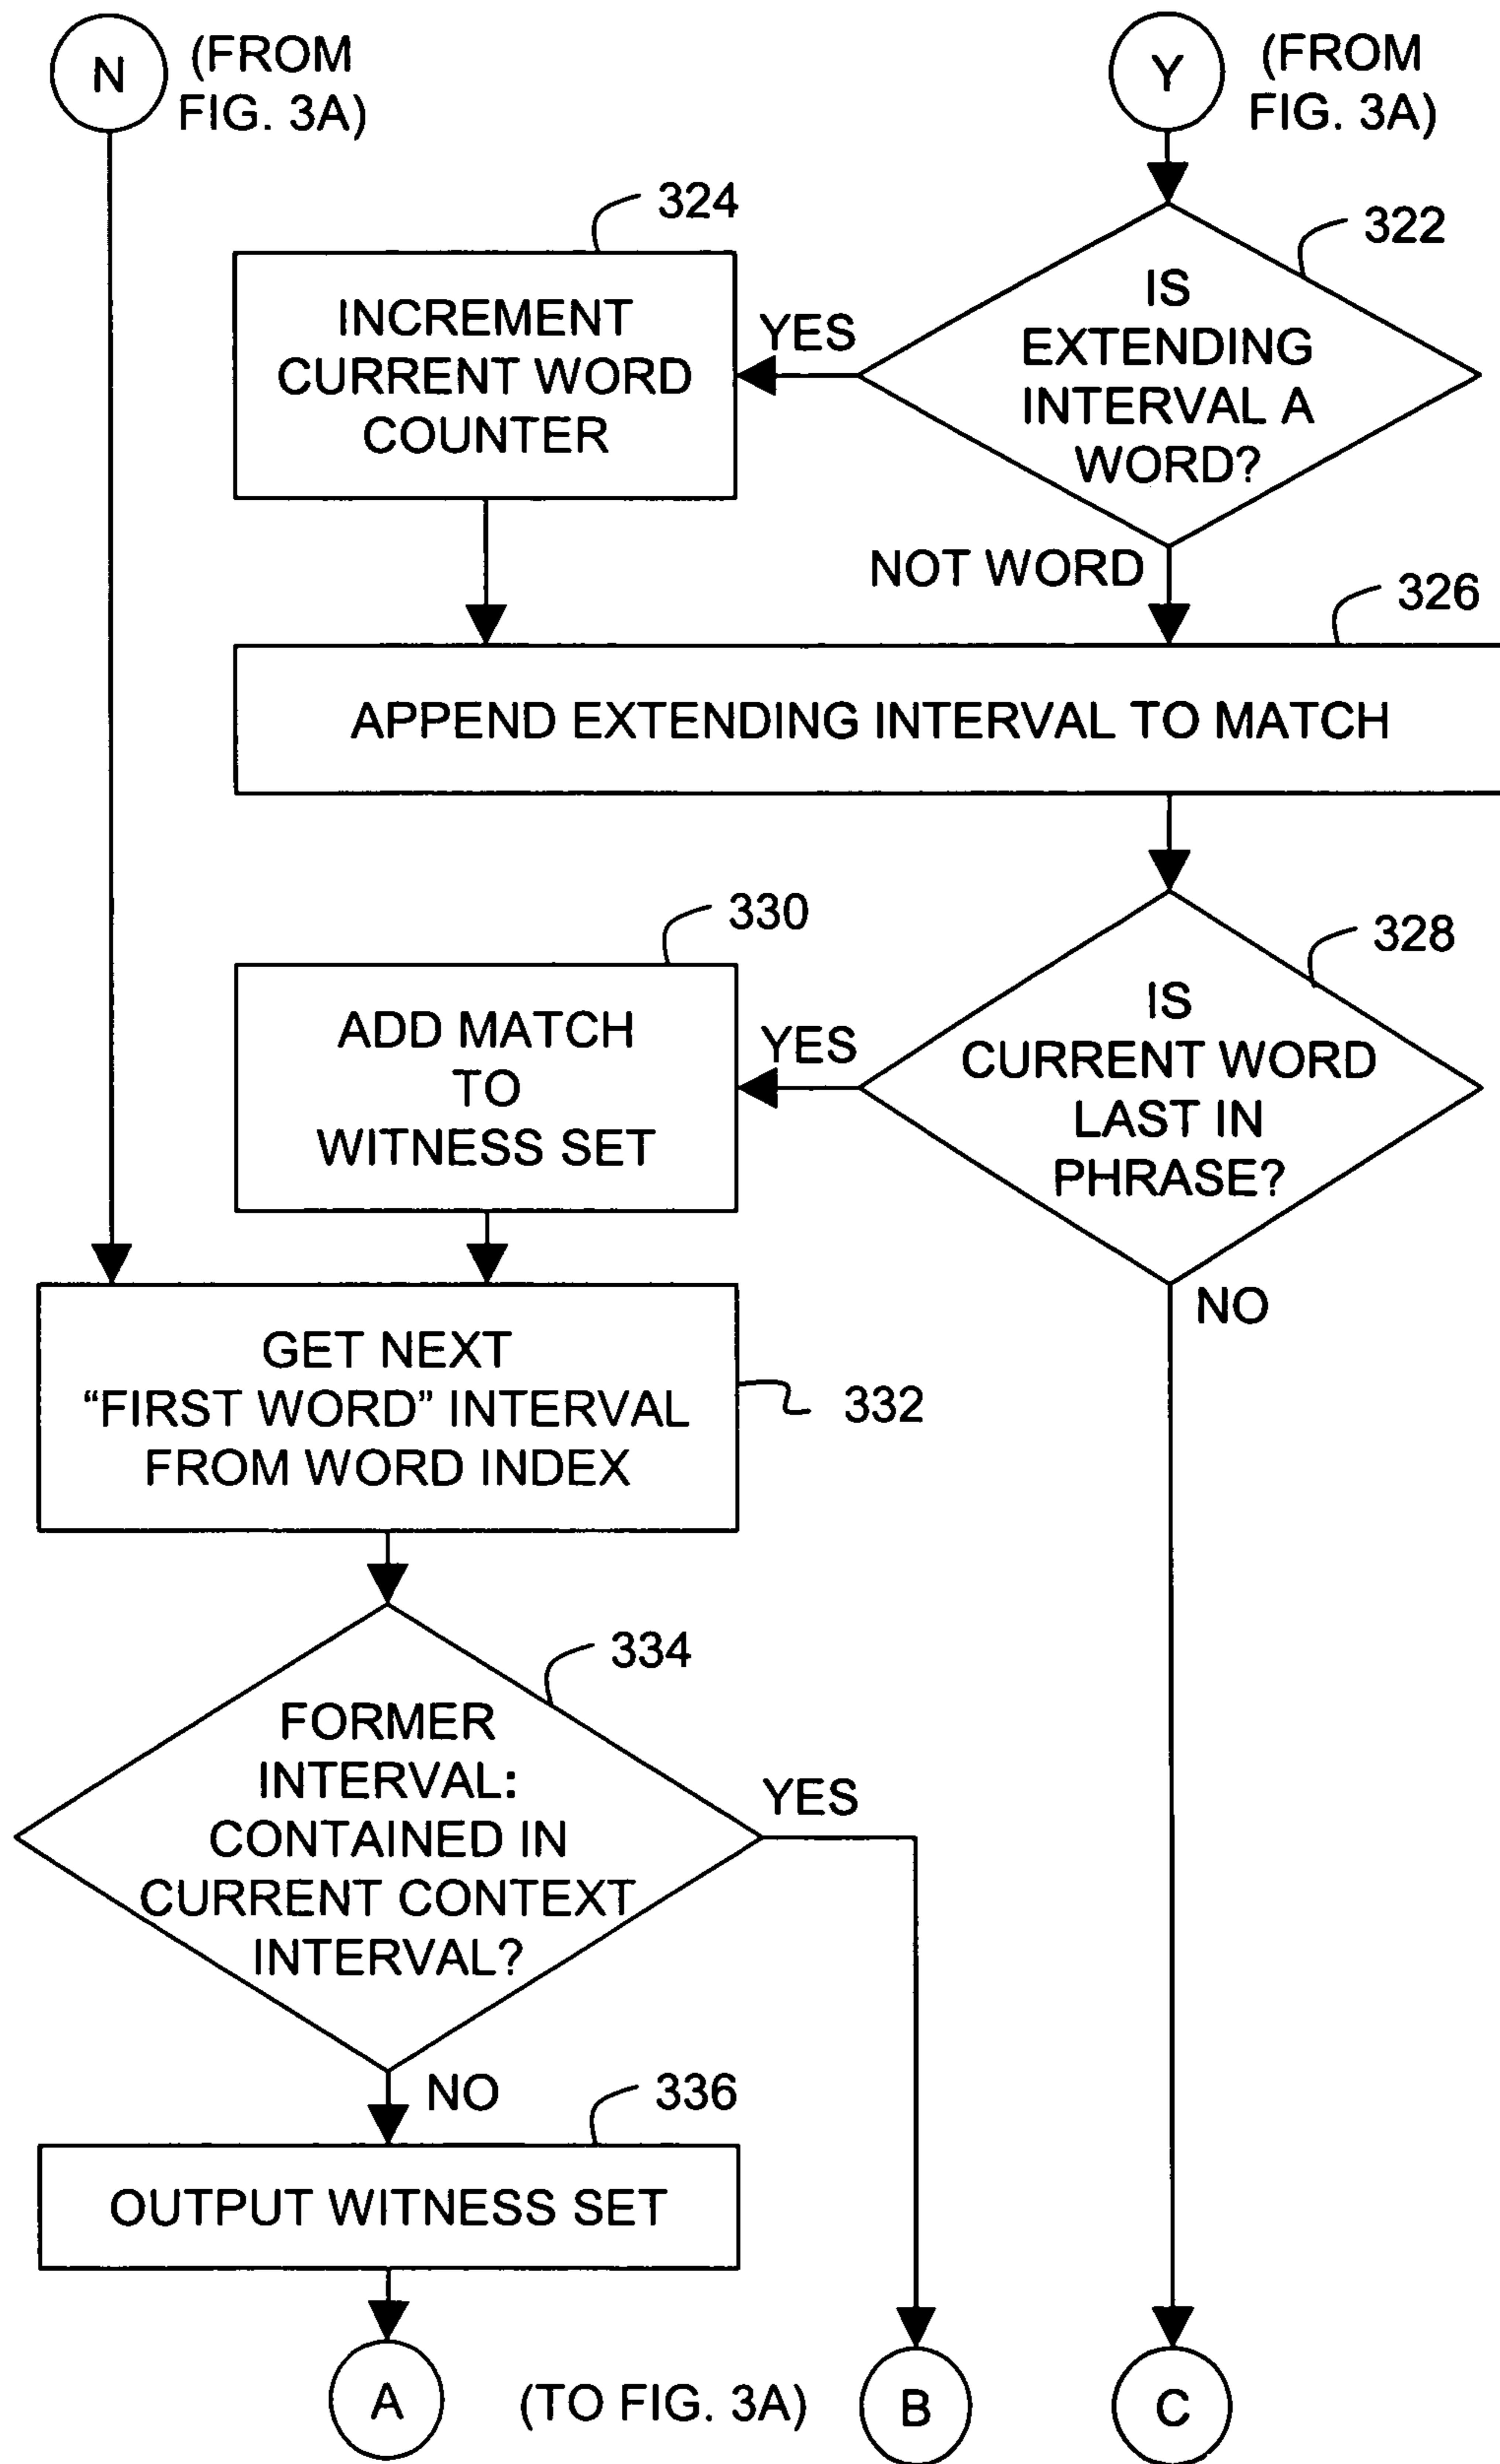 N
(FROM
FIG. 3A)
Y
(FROM
FIG. 3A)
324
322
INCREMENT
CURRENT WORD
COUNTER
YES
IS
EXTENDING
INTERVAL A
WORD?
NOT WORD
326
APPEND EXTENDING INTERVAL TO MATCH
330
328
ADD MATCH
TO
WITNESS SET
YES
IS
CURRENT WORD
LAST IN
PHRASE?
NO
GET NEXT
“FIRST WORD” INTERVAL
FROM WORD INDEX
332
334
FORMER
INTERVAL:
CONTAINED IN
CURRENT CONTEXT
INTERVAL?
YES
NO
336
OUTPUT WITNESS SET
A
(TO FIG. 3A)
B
C